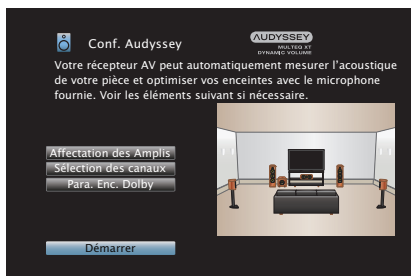 Conf. Audyssey
AUDYSSEY
MULTEQ XT
DYNAMIC VOLUME
Votre récepteur AV peut automatiquement mesurer l'acoustique
de votre pièce et optimiser vos enceintes avec le microphone
fournie. Voir les éléments suivant si nécessaire.
Affectation des Amplis
Sélection des canaux
Para. Enc. Dolby
Démarrer